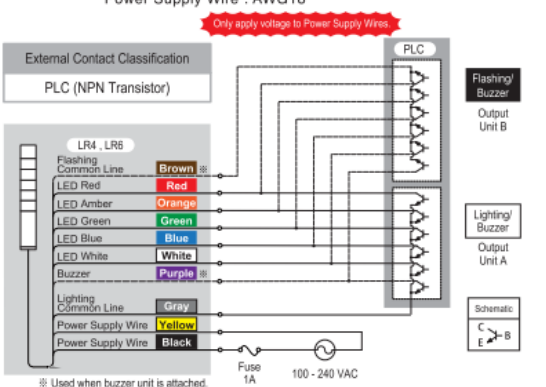 Power Supply Wire : AWG18
Only apply voltage to Power Supply Wires.
External Contact Classification
PLC (NPN Transistor)
PLC
Flashing/
Buzzer
Output
Unit B
LR4 , LR6
Flashing
Common Line
Brown ※
LED Red
Red
LED Amber
Orange
LED Green
Green
LED Blue
Blue
LED White
White
Buzzer
Purple ※
Lighting
Common Line
Gray
Power Supply Wire
Yellow
Power Supply Wire
Black
Lighting/
Buzzer
Output
Unit A
Schematic
C
B
E
Fuse
1A
100 - 240 VAC
※ Used when buzzer unit is attached.